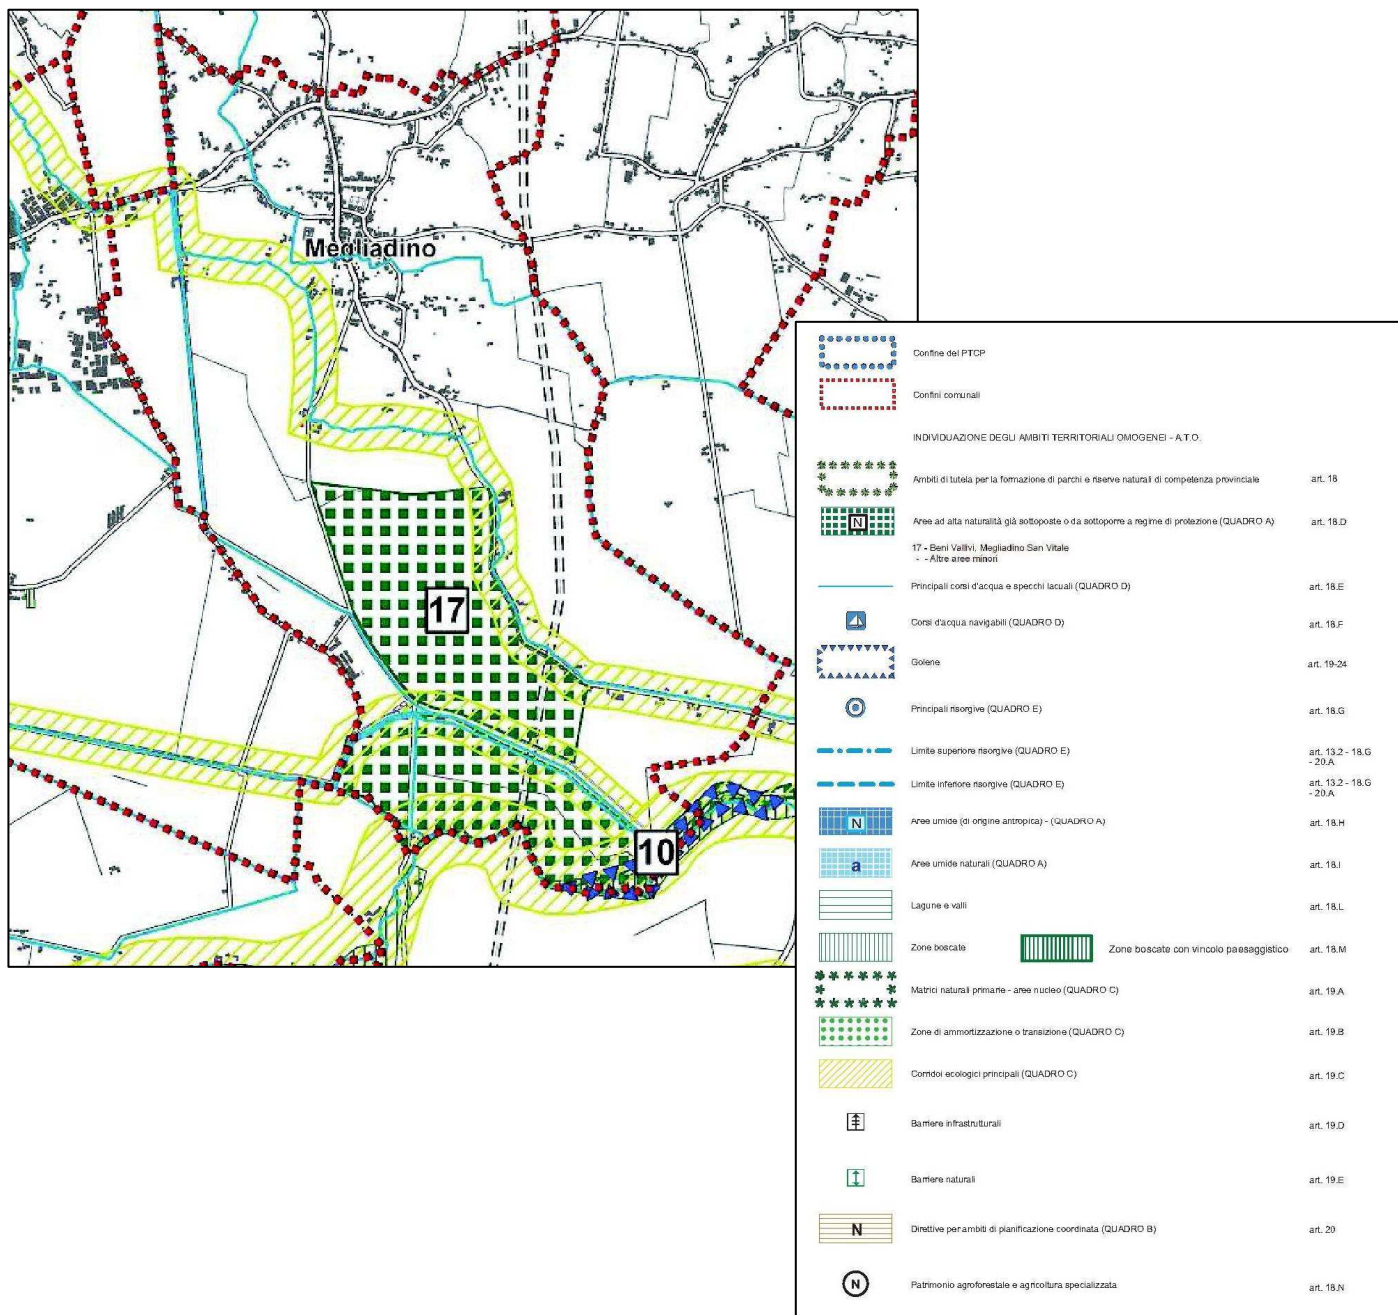 Megliadino
17
10
Confine del PTCP
Confini comunali
INDIVIDUAZIONE DEGLI AMBITI TERRITORIALI OMOGENEI - A.T.O.
Ambiti di tutela per la formazione di parchi e riserve naturali di competenza provinciale art. 18
N Aree ad alta naturalità già sottoposte o da sottoporre a regime di protezione (QUADRO A) art. 18.D
17 - Beni Vallivi, Megliadino San Vitale
- - Altre aree minori
Principali corsi d'acqua e specchi lacuali (QUADRO D) art. 18.E
Corsi d'acqua navigabili (QUADRO D) art. 18.F
Golene art. 19-24
Principali risorgive (QUADRO E) art. 18.G
Limite superiore risorgive (QUADRO E) art. 13.2 - 18.G
- 20.A
Limite inferiore risorgive (QUADRO E) art. 13.2 - 18.G
- 20.A
N Aree umide (di origine antropica) - (QUADRO A) art. 18.H
a Aree umide naturali (QUADRO A) art. 18.I
Lagune e valli art. 18.L
Zone boscate Zone boscate con vincolo paesaggistico art. 18.M
Matrici naturali primarie - aree nucleo (QUADRO C) art. 19.A
Zone di ammortizzazione o transizione (QUADRO C) art. 19.B
Corridoi ecologici principali (QUADRO C) art. 19.C
Barriere infrastrutturali art. 19.D
Barriere naturali art. 19.E
N Direttive per ambiti di pianificazione coordinata (QUADRO B) art. 20
N Patrimonio agroforestale e agricoltura specializzata art. 18.N